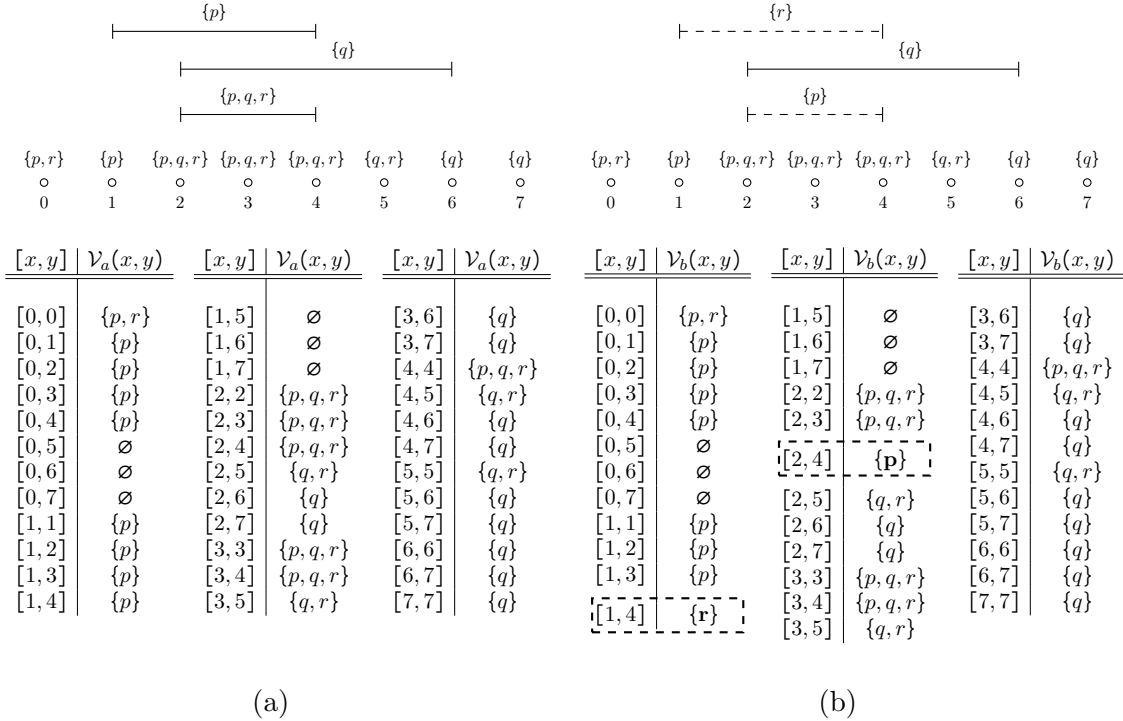 {p}
{q}
{p, q, r}
{p, r} {p} {p, q, r} {p, q, r} {p, q, r} {q, r} {q} {q}
0 1 2 3 4 5 6 7
[x, y] 𝒱a(x, y) [x, y] 𝒱a(x, y) [x, y] 𝒱a(x, y)
[0, 0] {p, r} [1, 5] ∅ [3, 6] {q}
[0, 1] {p} [1, 6] ∅ [3, 7] {q}
[0, 2] {p} [1, 7] ∅ [4, 4] {p, q, r}
[0, 3] {p} [2, 2] {p, q, r} [4, 5] {q, r}
[0, 4] {p} [2, 3] {p, q, r} [4, 6] {q}
[0, 5] ∅ [2, 4] {p, q, r} [4, 7] {q}
[0, 6] ∅ [2, 5] {q, r} [5, 5] {q, r}
[0, 7] ∅ [2, 6] {q} [5, 6] {q}
[1, 1] {p} [2, 7] {q} [5, 7] {q}
[1, 2] {p} [3, 3] {p, q, r} [6, 6] {q}
[1, 3] {p} [3, 4] {p, q, r} [6, 7] {q}
[1, 4] {p} [3, 5] {q, r} [7, 7] {q}
(a)
{r}
{q}
{p}
{p, r} {p} {p, q, r} {p, q, r} {p, q, r} {q, r} {q} {q}
0 1 2 3 4 5 6 7
[x, y] 𝒱b(x, y) [x, y] 𝒱b(x, y) [x, y] 𝒱b(x, y)
[0, 0] {p, r} [1, 5] ∅ [3, 6] {q}
[0, 1] {p} [1, 6] ∅ [3, 7] {q}
[0, 2] {p} [1, 7] ∅ [4, 4] {p, q, r}
[0, 3] {p} [2, 2] {p, q, r} [4, 5] {q, r}
[0, 4] {p} [2, 3] {p, q, r} [4, 6] {q}
[0, 5] ∅ [2, 4] {p} [4, 7] {q}
[0, 6] ∅ [2, 5] {q, r} [5, 5] {q, r}
[0, 7] ∅ [2, 6] {q} [5, 6] {q}
[1, 1] {p} [2, 7] {q} [5, 7] {q}
[1, 2] {p} [3, 3] {p, q, r} [6, 6] {q}
[1, 3] {p} [3, 4] {p, q, r} [6, 7] {q}
[1, 4] {r} [3, 5] {q, r} [7, 7] {q}
(b)